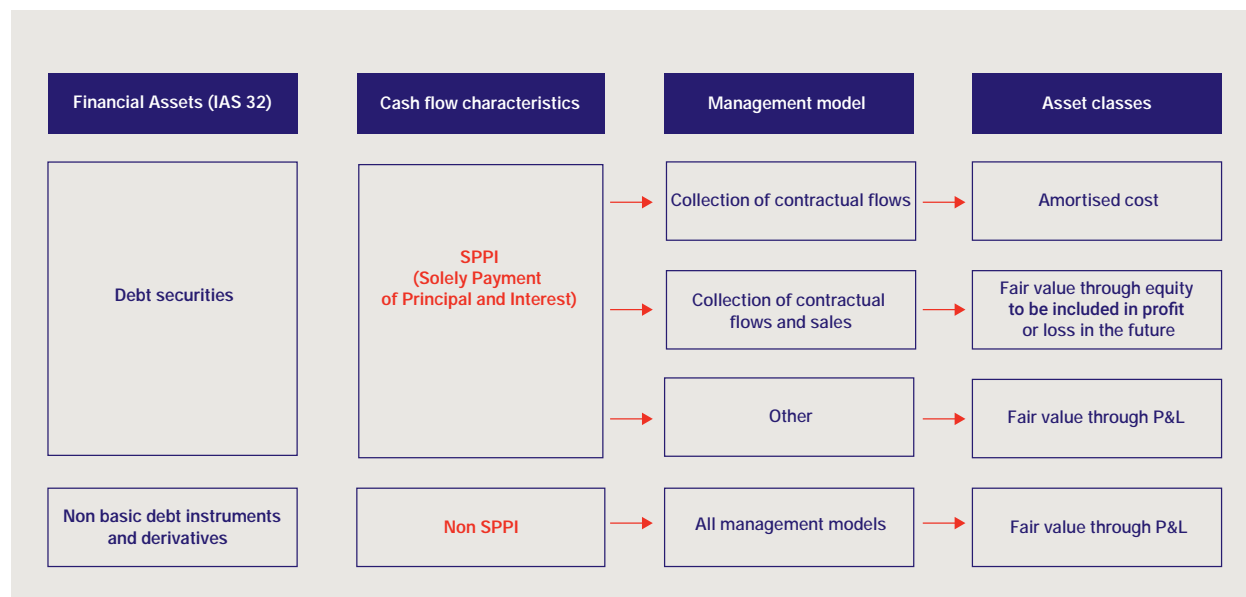 Financial Assets (IAS 32)
Cash flow characteristics
Management model
Asset classes
Debt securities
SPPI
(Solely Payment
of Principal and Interest)
Collection of contractual flows
Amortised cost
Collection of contractual
flows and sales
Fair value through equity
to be included in profit
or loss in the future
Other
Fair value through P&L
Non basic debt instruments
and derivatives
Non SPPI
All management models
Fair value through P&L